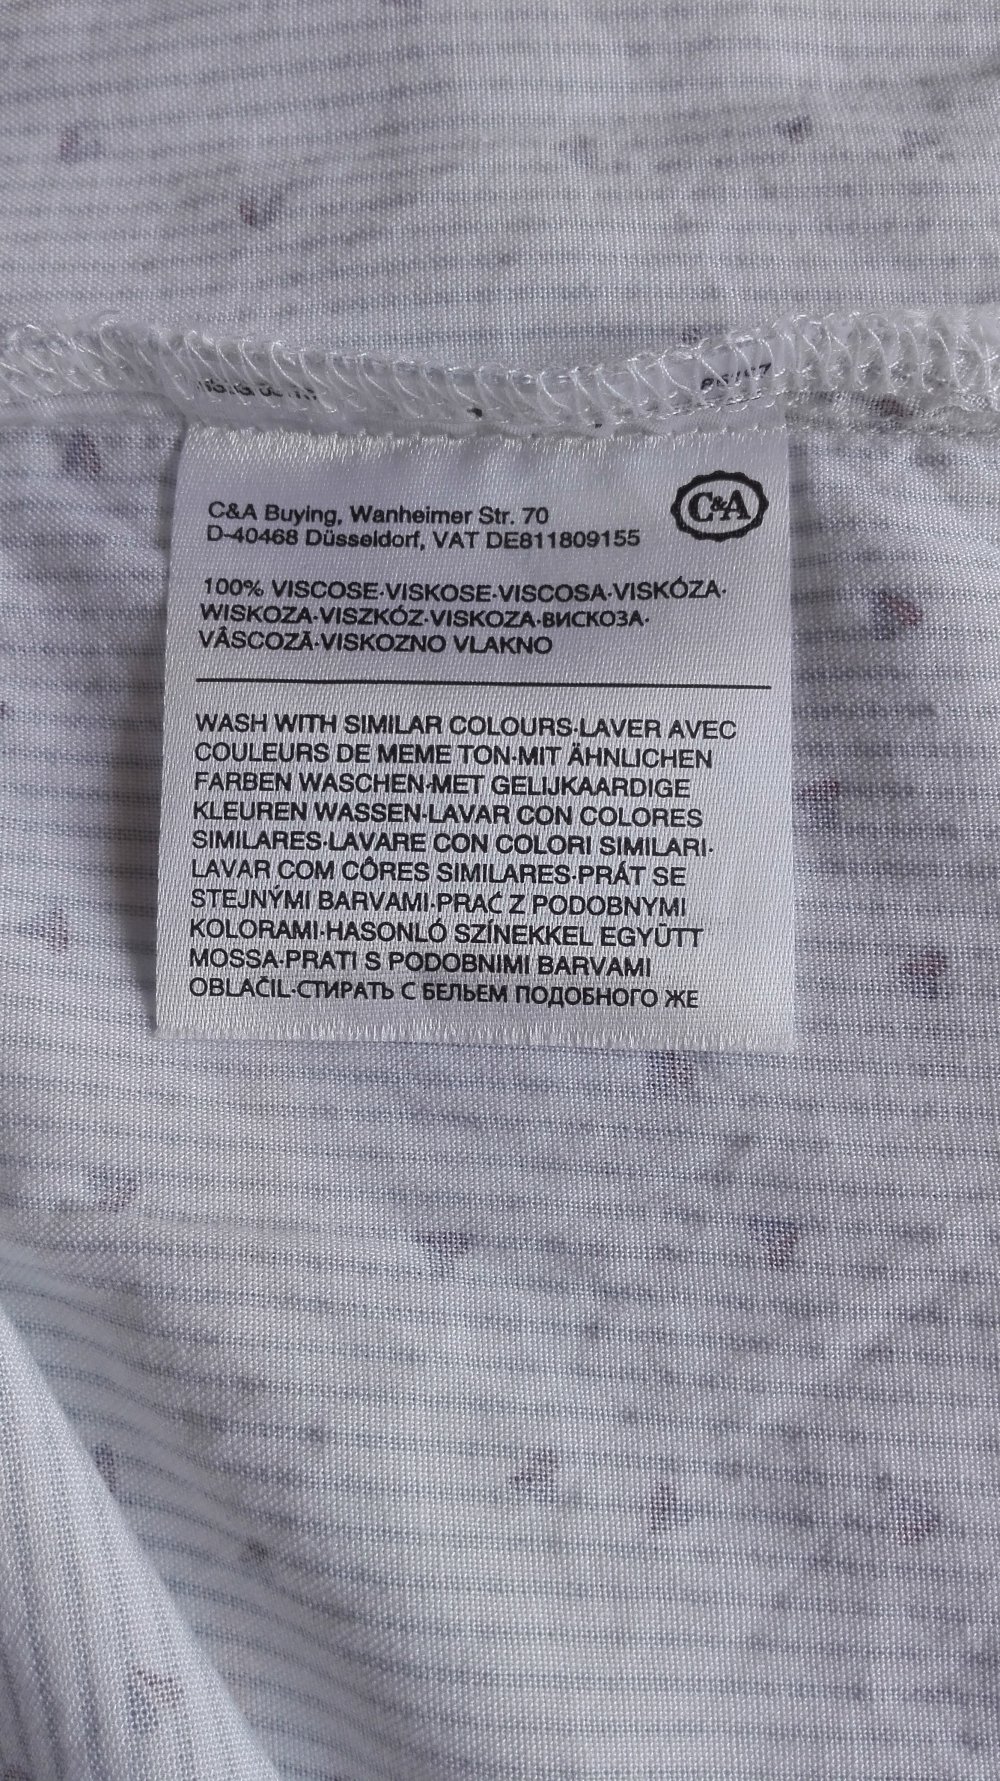 C&A
C&A Buying, Wanheimer Str. 70
D-40468 Düsseldorf, VAT DE811809155
100% VISCOSE·VISKOSE·VISCOSA·VISKÓZA·
WISKOZA·VISZKÓZ·VISKOZA·ВИСКОЗА·
VÂSCOZĂ·VISKOZNO VLAKNO
WASH WITH SIMILAR COLOURS·LAVER AVEC
COULEURS DE MEME TON·MIT ÄHNLICHEN
FARBEN WASCHEN·MET GELIJKAARDIGE
KLEUREN WASSEN·LAVAR CON COLORES
SIMILARES·LAVARE CON COLORI SIMILARI·
LAVAR COM CÔRES SIMILARES·PRÁT SE
STEJNÝMI BARVAMI·PRAĆ Z PODOBNYMI
KOLORAMI·HASONLÓ SZÍNEKKEL EGYÜTT
MOSSA·PRATI S PODOBNIMI BARVAMI
OBLAČIL·СТИРАТЬ С БЕЛЬЕМ ПОДОБНОГО ЖЕ